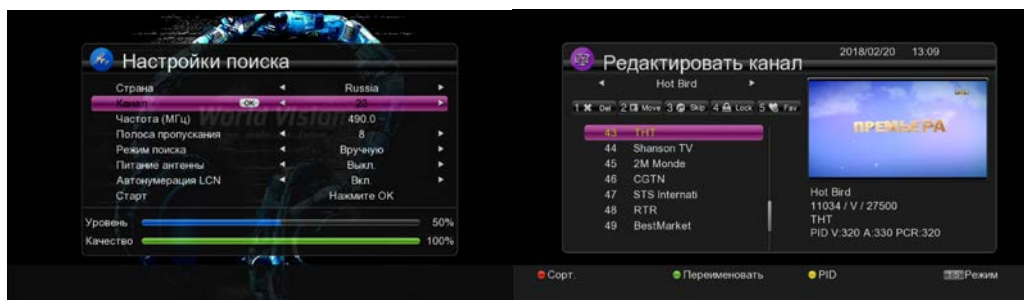 Настройки поиска
Страна Russia
Канал OK 23
Частота (МГц) 490.0
Полоса пропускания 8
Режим поиска Вручную
Питание антенны Выкл.
Автонумерация LCN Вкл.
Старт Нажмите OK
Уровень 50%
Качество 100%
World Vision
Редактировать канал
2018/02/20 13:09
Hot Bird
1 Del 2 Move 3 Skip 4 Lock 5 Fav
43 ТНТ
44 Shanson TV
45 2M Monde
46 CGTN
47 STS Internati
48 RTR
49 BestMarket
ПРЕМЬЕРА
Hot Bird
11034 / V / 27500
ТНТ
PID V:320 A:330 PCR:320
Сорт. Переименовать PID Режим